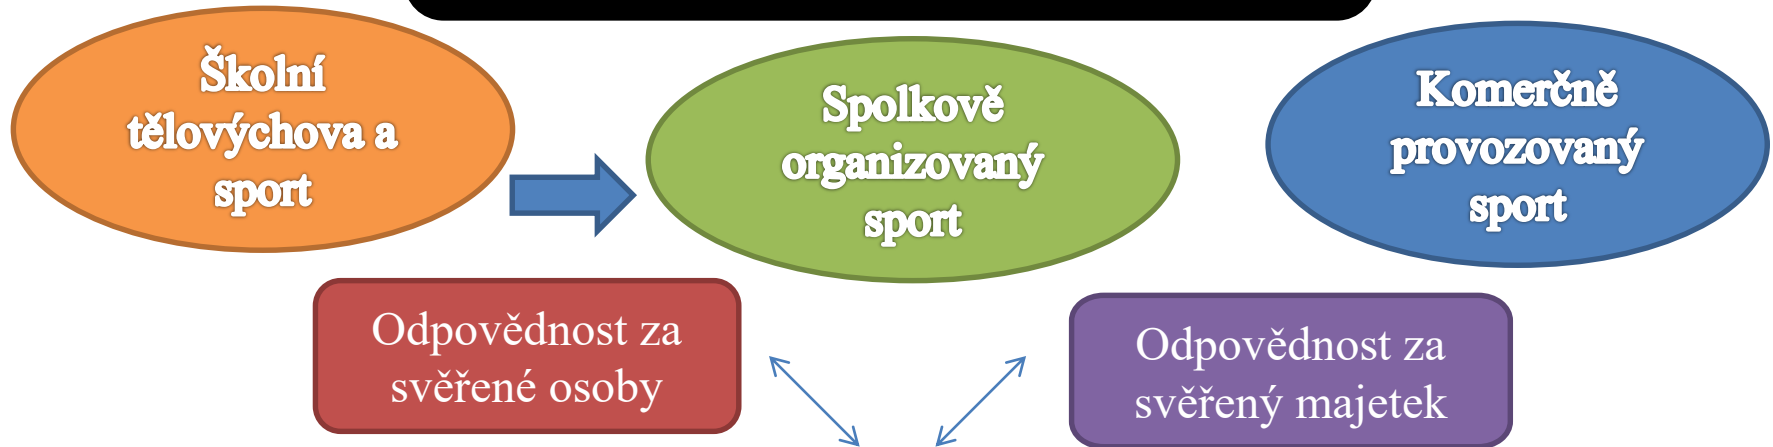 Školní
tělovýchova a
sport
Spolkově
organizovaný
sport
Komerčně
provozovaný
sport
Odpovědnost za
svěřené osoby
Odpovědnost za
svěřený majetek